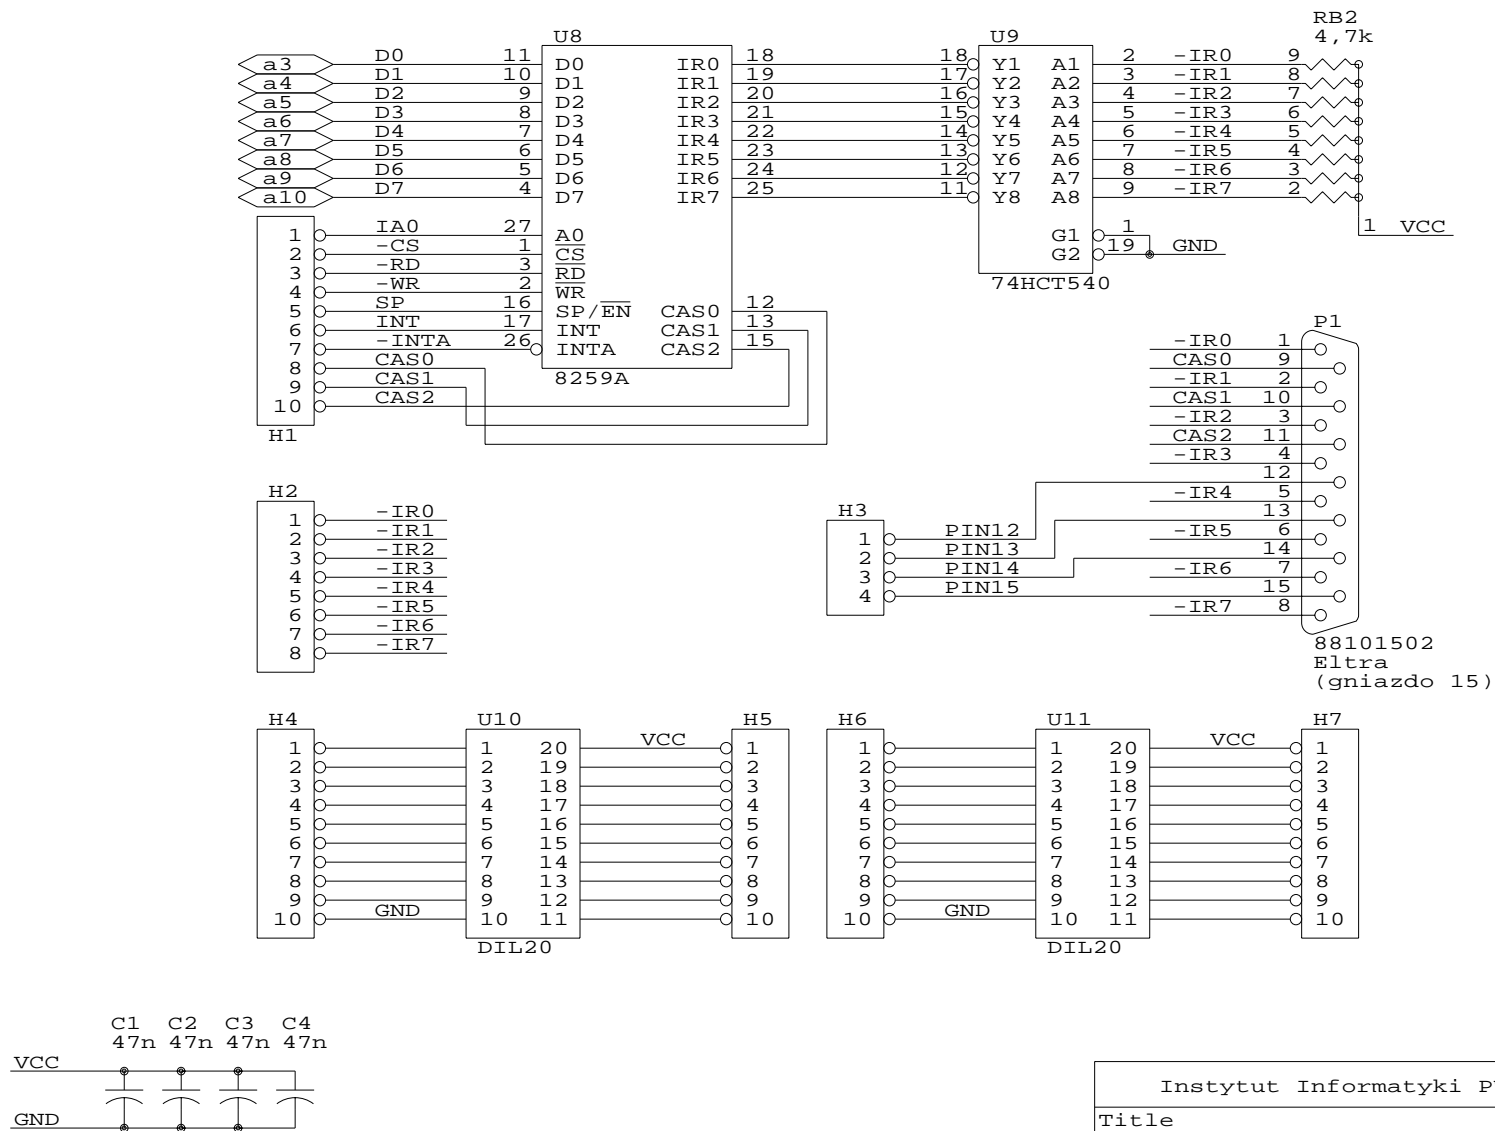 RB2
U8 U9 4,7k
a3 D0 11 D0 IR0 18 18 Y1 A1 2 -IR0 9
a4 D1 10 D1 IR1 19 17 Y2 A2 3 -IR1 8
a5 D2 9 D2 IR2 20 16 Y3 A3 4 -IR2 7
a6 D3 8 D3 IR3 21 15 Y4 A4 5 -IR3 6
a7 D4 7 D4 IR4 22 14 Y5 A5 6 -IR4 5
a8 D5 6 D5 IR5 23 13 Y6 A6 7 -IR5 4
a9 D6 5 D6 IR6 24 12 Y7 A7 8 -IR6 3
a10 D7 4 D7 IR7 25 11 Y8 A8 9 -IR7 2
1 IA0 27 A0 G1 1 1 VCC
2 -CS 1 CS G2 19 GND
3 -RD 3 RD
4 -WR 2 WR 74HCT540
5 SP 16 SP/EN CAS0 12
6 INT 17 INT CAS1 13
7 -INTA 26 INTA CAS2 15
8 CAS0 8259A
9 CAS1
10 CAS2
H1
P1
-IR0 1
CAS0 9
-IR1 2
CAS1 10
-IR2 3
CAS2 11
-IR3 4
12
-IR4 5
13
-IR5 6
14
-IR6 7
15
-IR7 8
88101502
Eltra
(gniazdo 15)
H2
1 -IR0
2 -IR1
3 -IR2
4 -IR3
5 -IR4
6 -IR5
7 -IR6
8 -IR7
H3
1 PIN12
2 PIN13
3 PIN14
4 PIN15
H4 U10 H5 H6 U11 H7
1 1 20 VCC 1 1 1 20 VCC 1
2 2 19 2 2 2 19 2
3 3 18 3 3 3 18 3
4 4 17 4 4 4 17 4
5 5 16 5 5 5 16 5
6 6 15 6 6 6 15 6
7 7 14 7 7 7 14 7
8 8 13 8 8 8 13 8
9 9 12 9 9 9 12 9
10 GND 10 11 10 10 GND 10 11 10
DIL20 DIL20
C1 C2 C3 C4
47n 47n 47n 47n
VCC
GND
Instytut Informatyki
Title